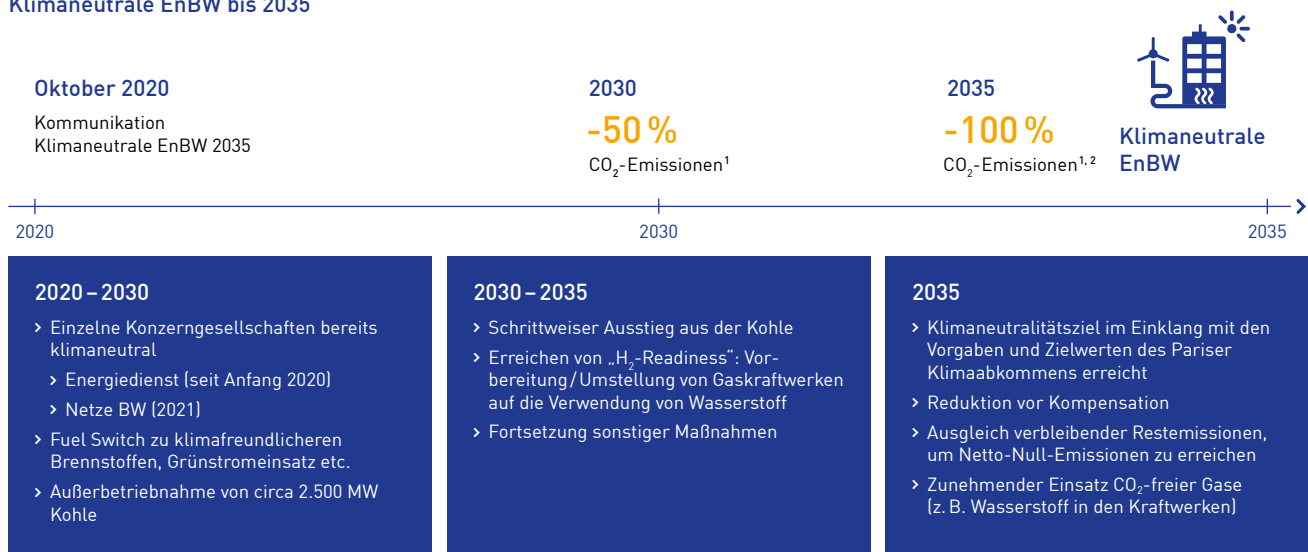 Klimaneutrale EnBW bis 2035
Oktober 2020
Kommunikation
Klimaneutrale EnBW 2035
2030
-50 %
CO₂-Emissionen¹
2035
-100 %
CO₂-Emissionen¹, ²
Klimaneutrale
EnBW
2020
2030
2035
2020 – 2030
› Einzelne Konzerngesellschaften bereits
klimaneutral
› Energiedienst (seit Anfang 2020)
› Netze BW (2021)
› Fuel Switch zu klimafreundlicheren
Brennstoffen, Grünstromeinsatz etc.
› Außerbetriebnahme von circa 2.500 MW
Kohle
2030 – 2035
› Schrittweiser Ausstieg aus der Kohle
› Erreichen von „H₂-Readiness“: Vor-
bereitung / Umstellung von Gaskraftwerken
auf die Verwendung von Wasserstoff
› Fortsetzung sonstiger Maßnahmen
2035
› Klimaneutralitätsziel im Einklang mit den
Vorgaben und Zielwerten des Pariser
Klimaabkommens erreicht
› Reduktion vor Kompensation
› Ausgleich verbleibender Restemissionen,
um Netto-Null-Emissionen zu erreichen
› Zunehmender Einsatz CO₂-freier Gase
(z. B. Wasserstoff in den Kraftwerken)